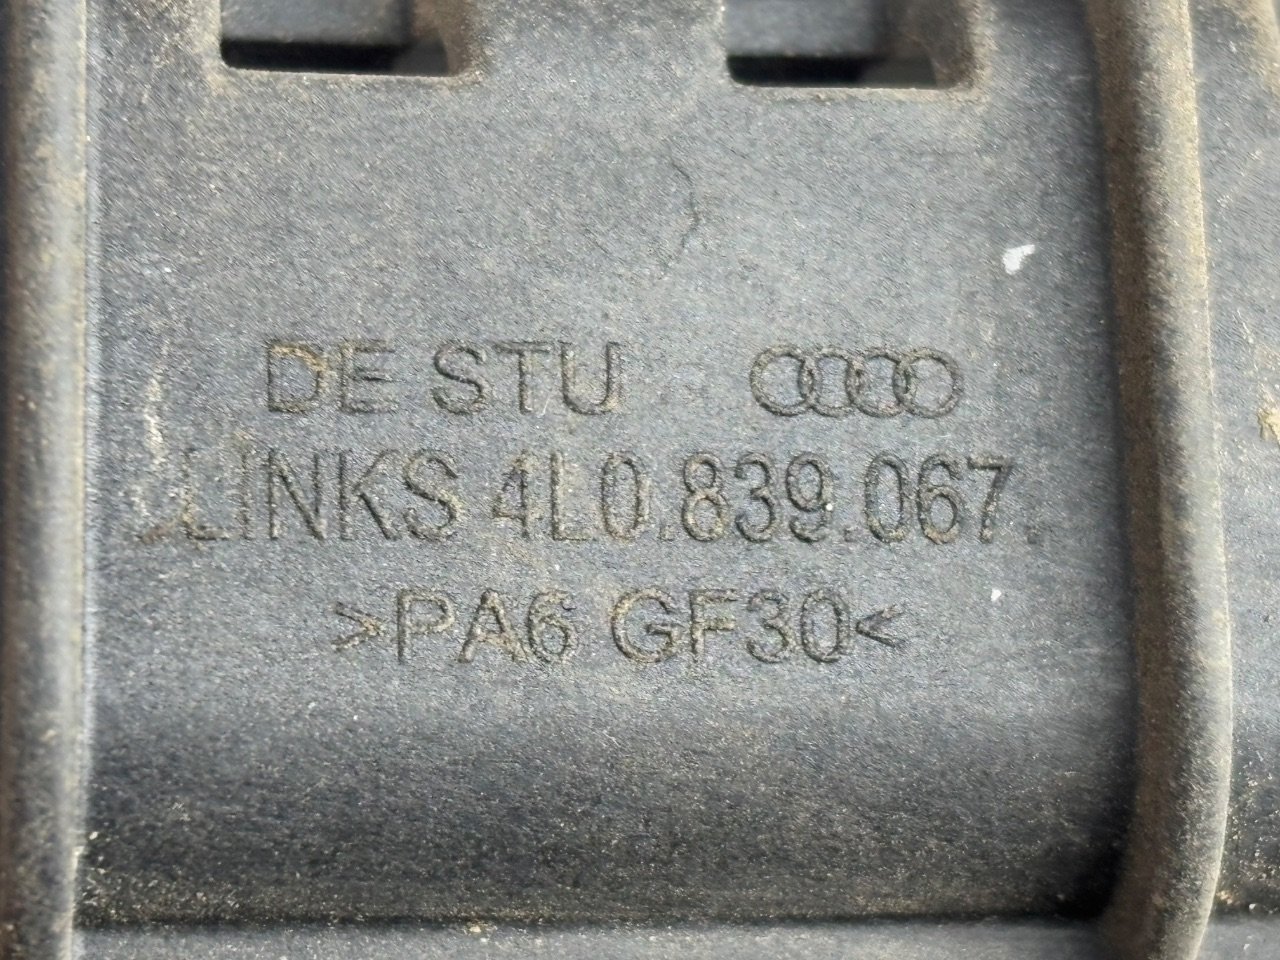 DE STU
LINKS 4L0.839.067.
>PA6 GF30<